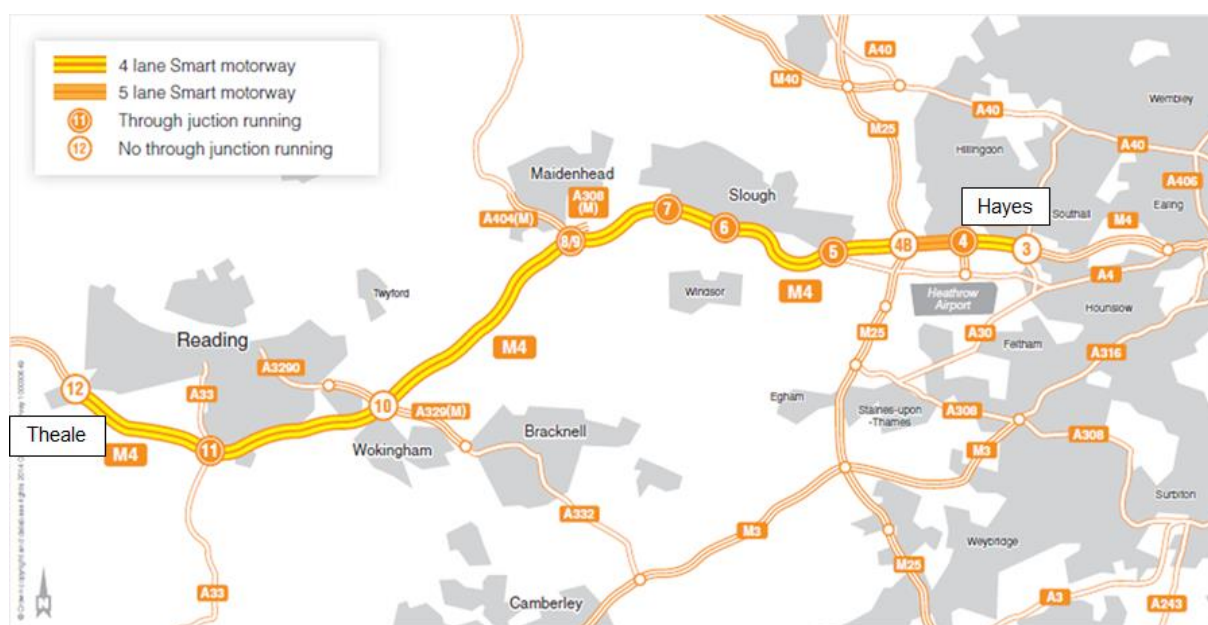 4 lane Smart motorway
5 lane Smart motorway
11 Through juction running
12 No through junction running
A40
M40
Wembley
A40
M25
Hillingdon
A40
Maidenhead
A308
(M)
A406
Slough
Hayes
Southall
Ealing
M4
A404(M)
7
6
8/9
5
4B
4
3
A4
Twyford
Windsor
M4
Heathrow
Airport
Hounslow
M4
A30
Reading
M25
Feltham
A316
A3290
12
A33
Egham
Staines-upon
-Thames
A308
10
A329(M)
Theale
Bracknell
A308
M4
11
Wokingham
M3
Surbiton
A332
M3
Weybridge
M25
A33
Camberley
A3
A243
N